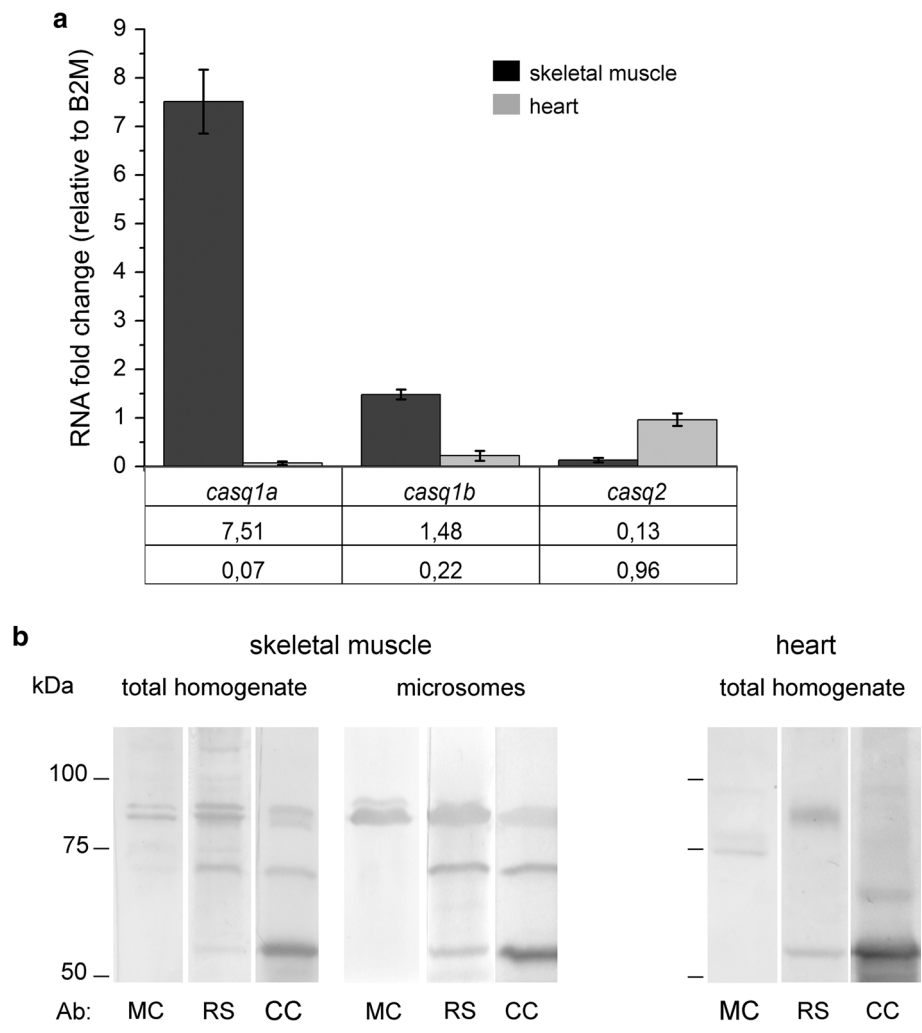 a
RNA fold change (relative to B2M)
9
8
7
6
5
4
3
2
1
0
skeletal muscle
heart
casq1a casq1b casq2
7,51 1,48 0,13
0,07 0,22 0,96
b
skeletal muscle heart
kDa total homogenate microsomes total homogenate
100
75
50
Ab: MC RS CC MC RS CC MC RS CC